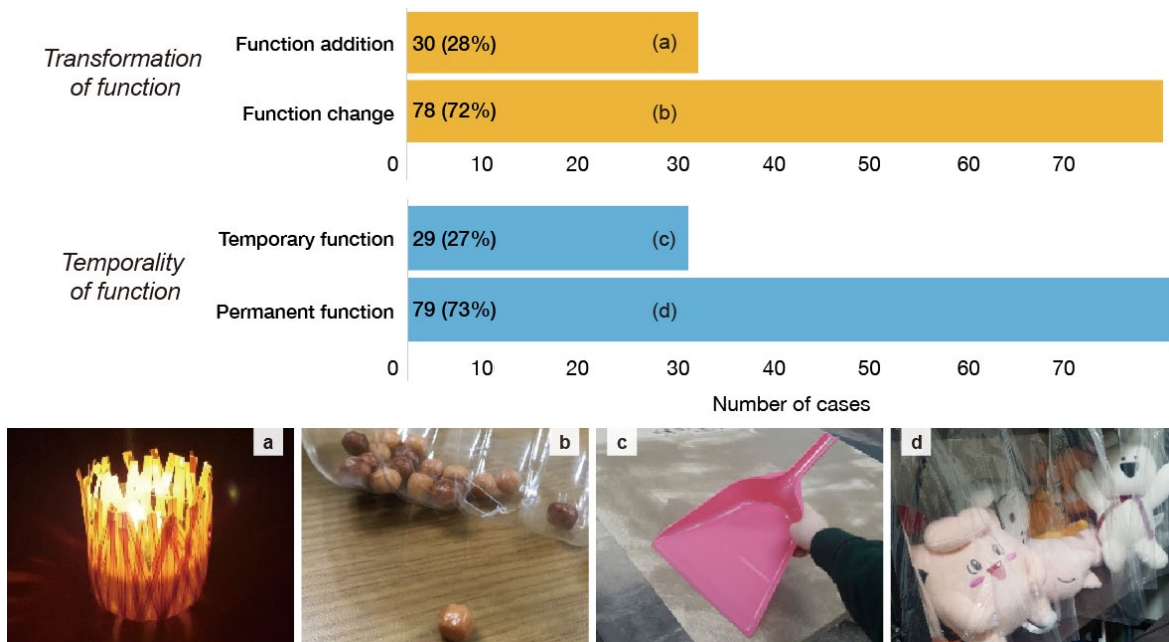 Transformation
of function
Function addition
30 (28%)
(a)
Function change
78 (72%)
(b)
0 10 20 30 40 50 60 70
Temporality
of function
Temporary function
29 (27%)
(c)
Permanent function
79 (73%)
(d)
0 10 20 30 40 50 60 70
Number of cases
a
b
c
d